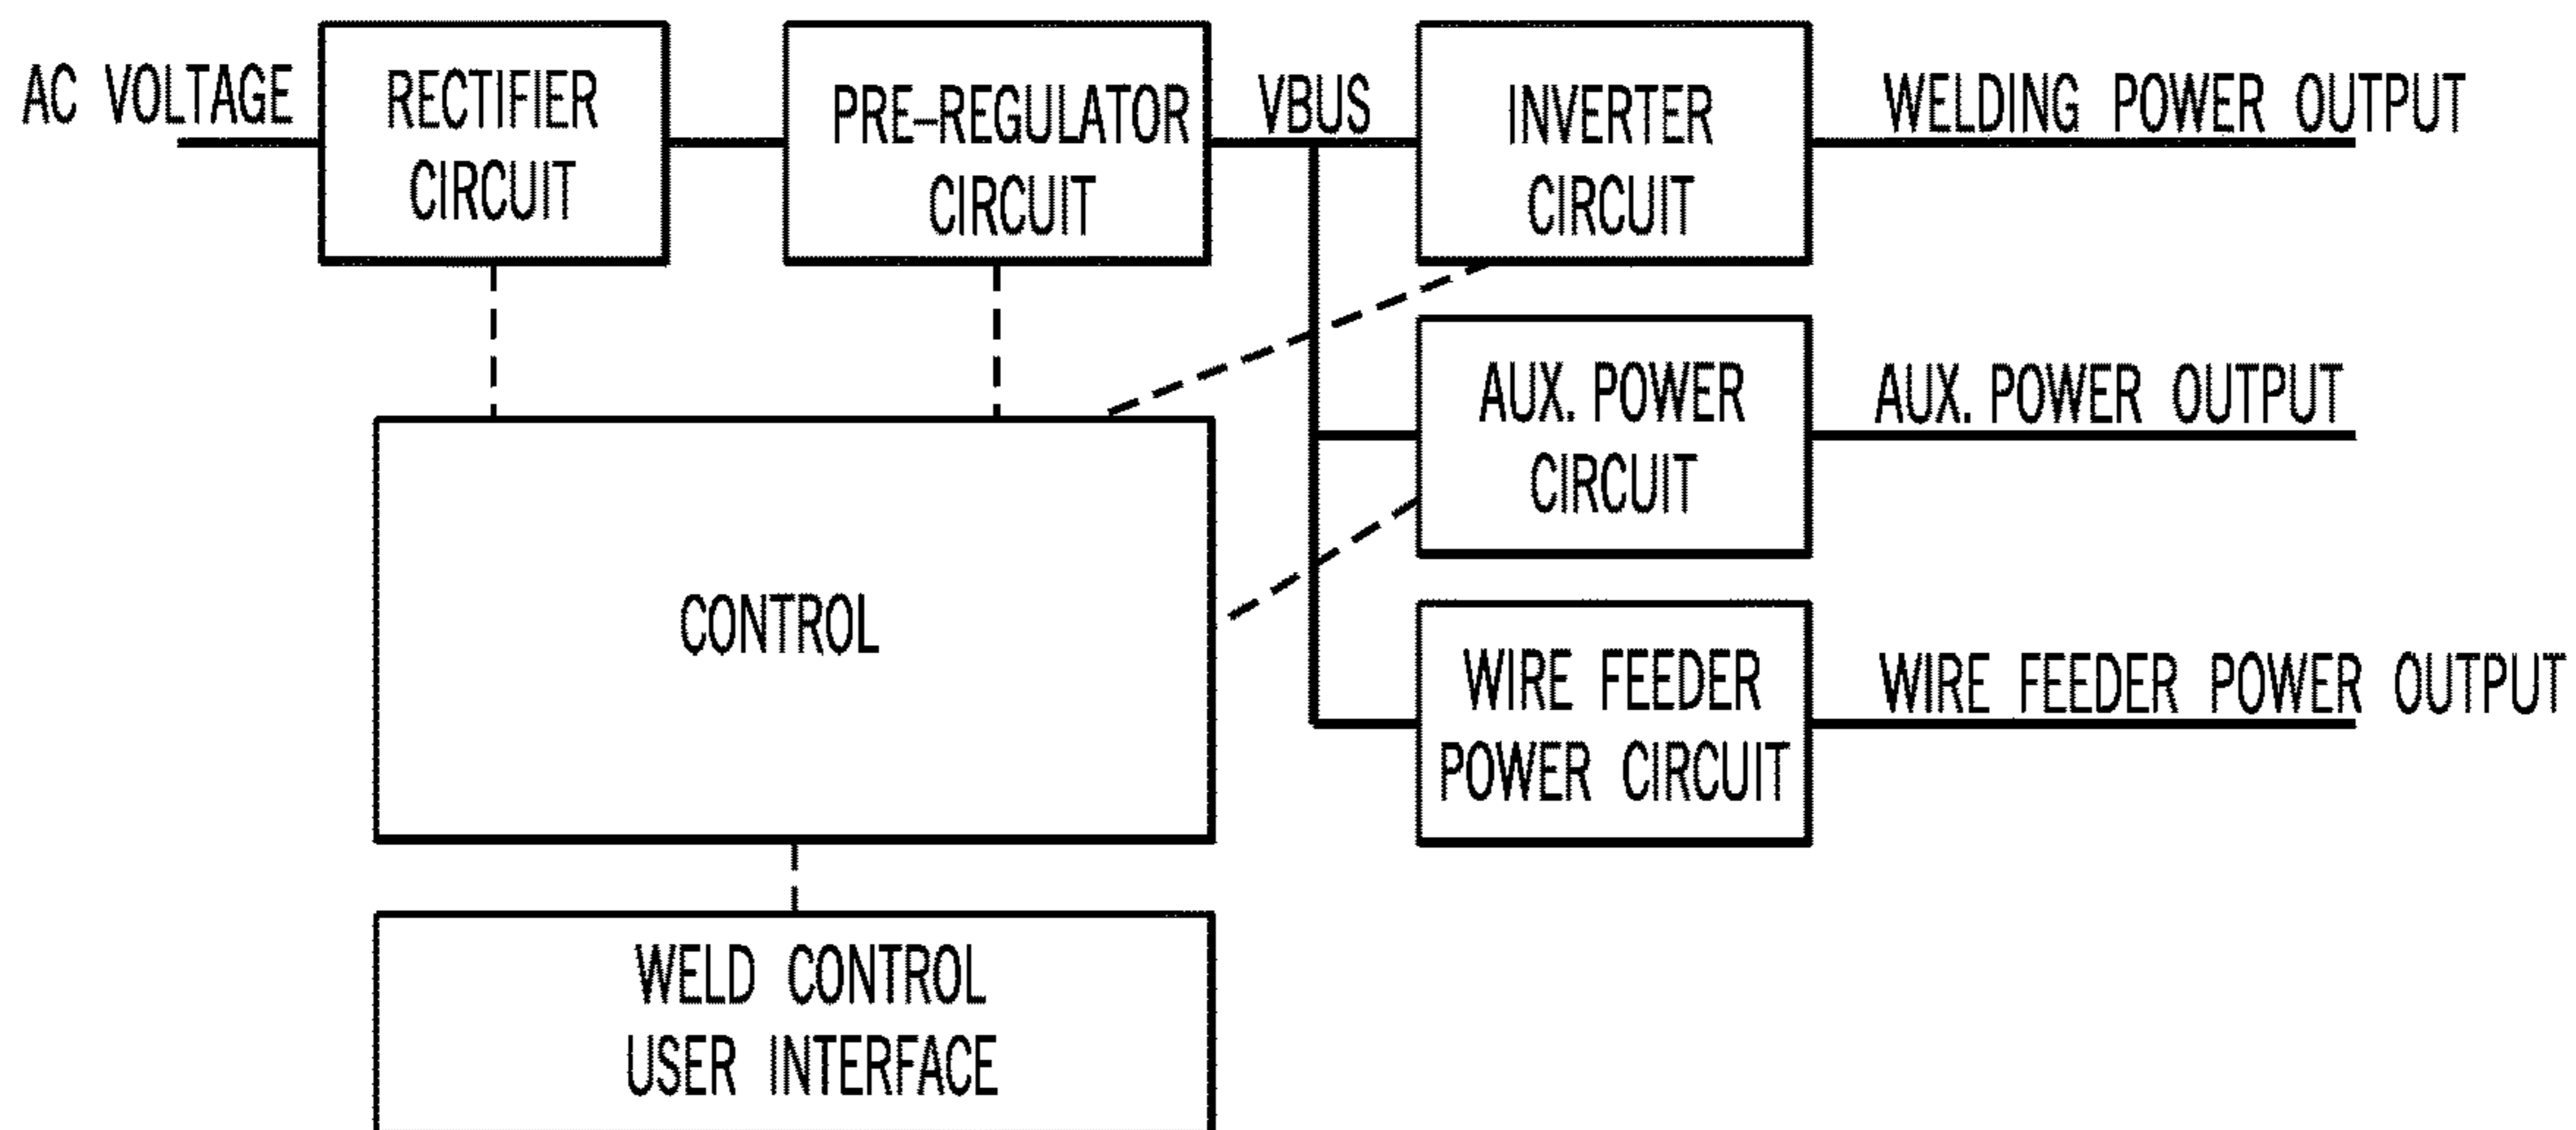 AC VOLTAGE
RECTIFIER
CIRCUIT
PRE–REGULATOR
CIRCUIT
VBUS
INVERTER
CIRCUIT
WELDING POWER OUTPUT
AUX. POWER
CIRCUIT
AUX. POWER OUTPUT
CONTROL
WIRE FEEDER
POWER CIRCUIT
WIRE FEEDER POWER OUTPUT
WELD CONTROL
USER INTERFACE